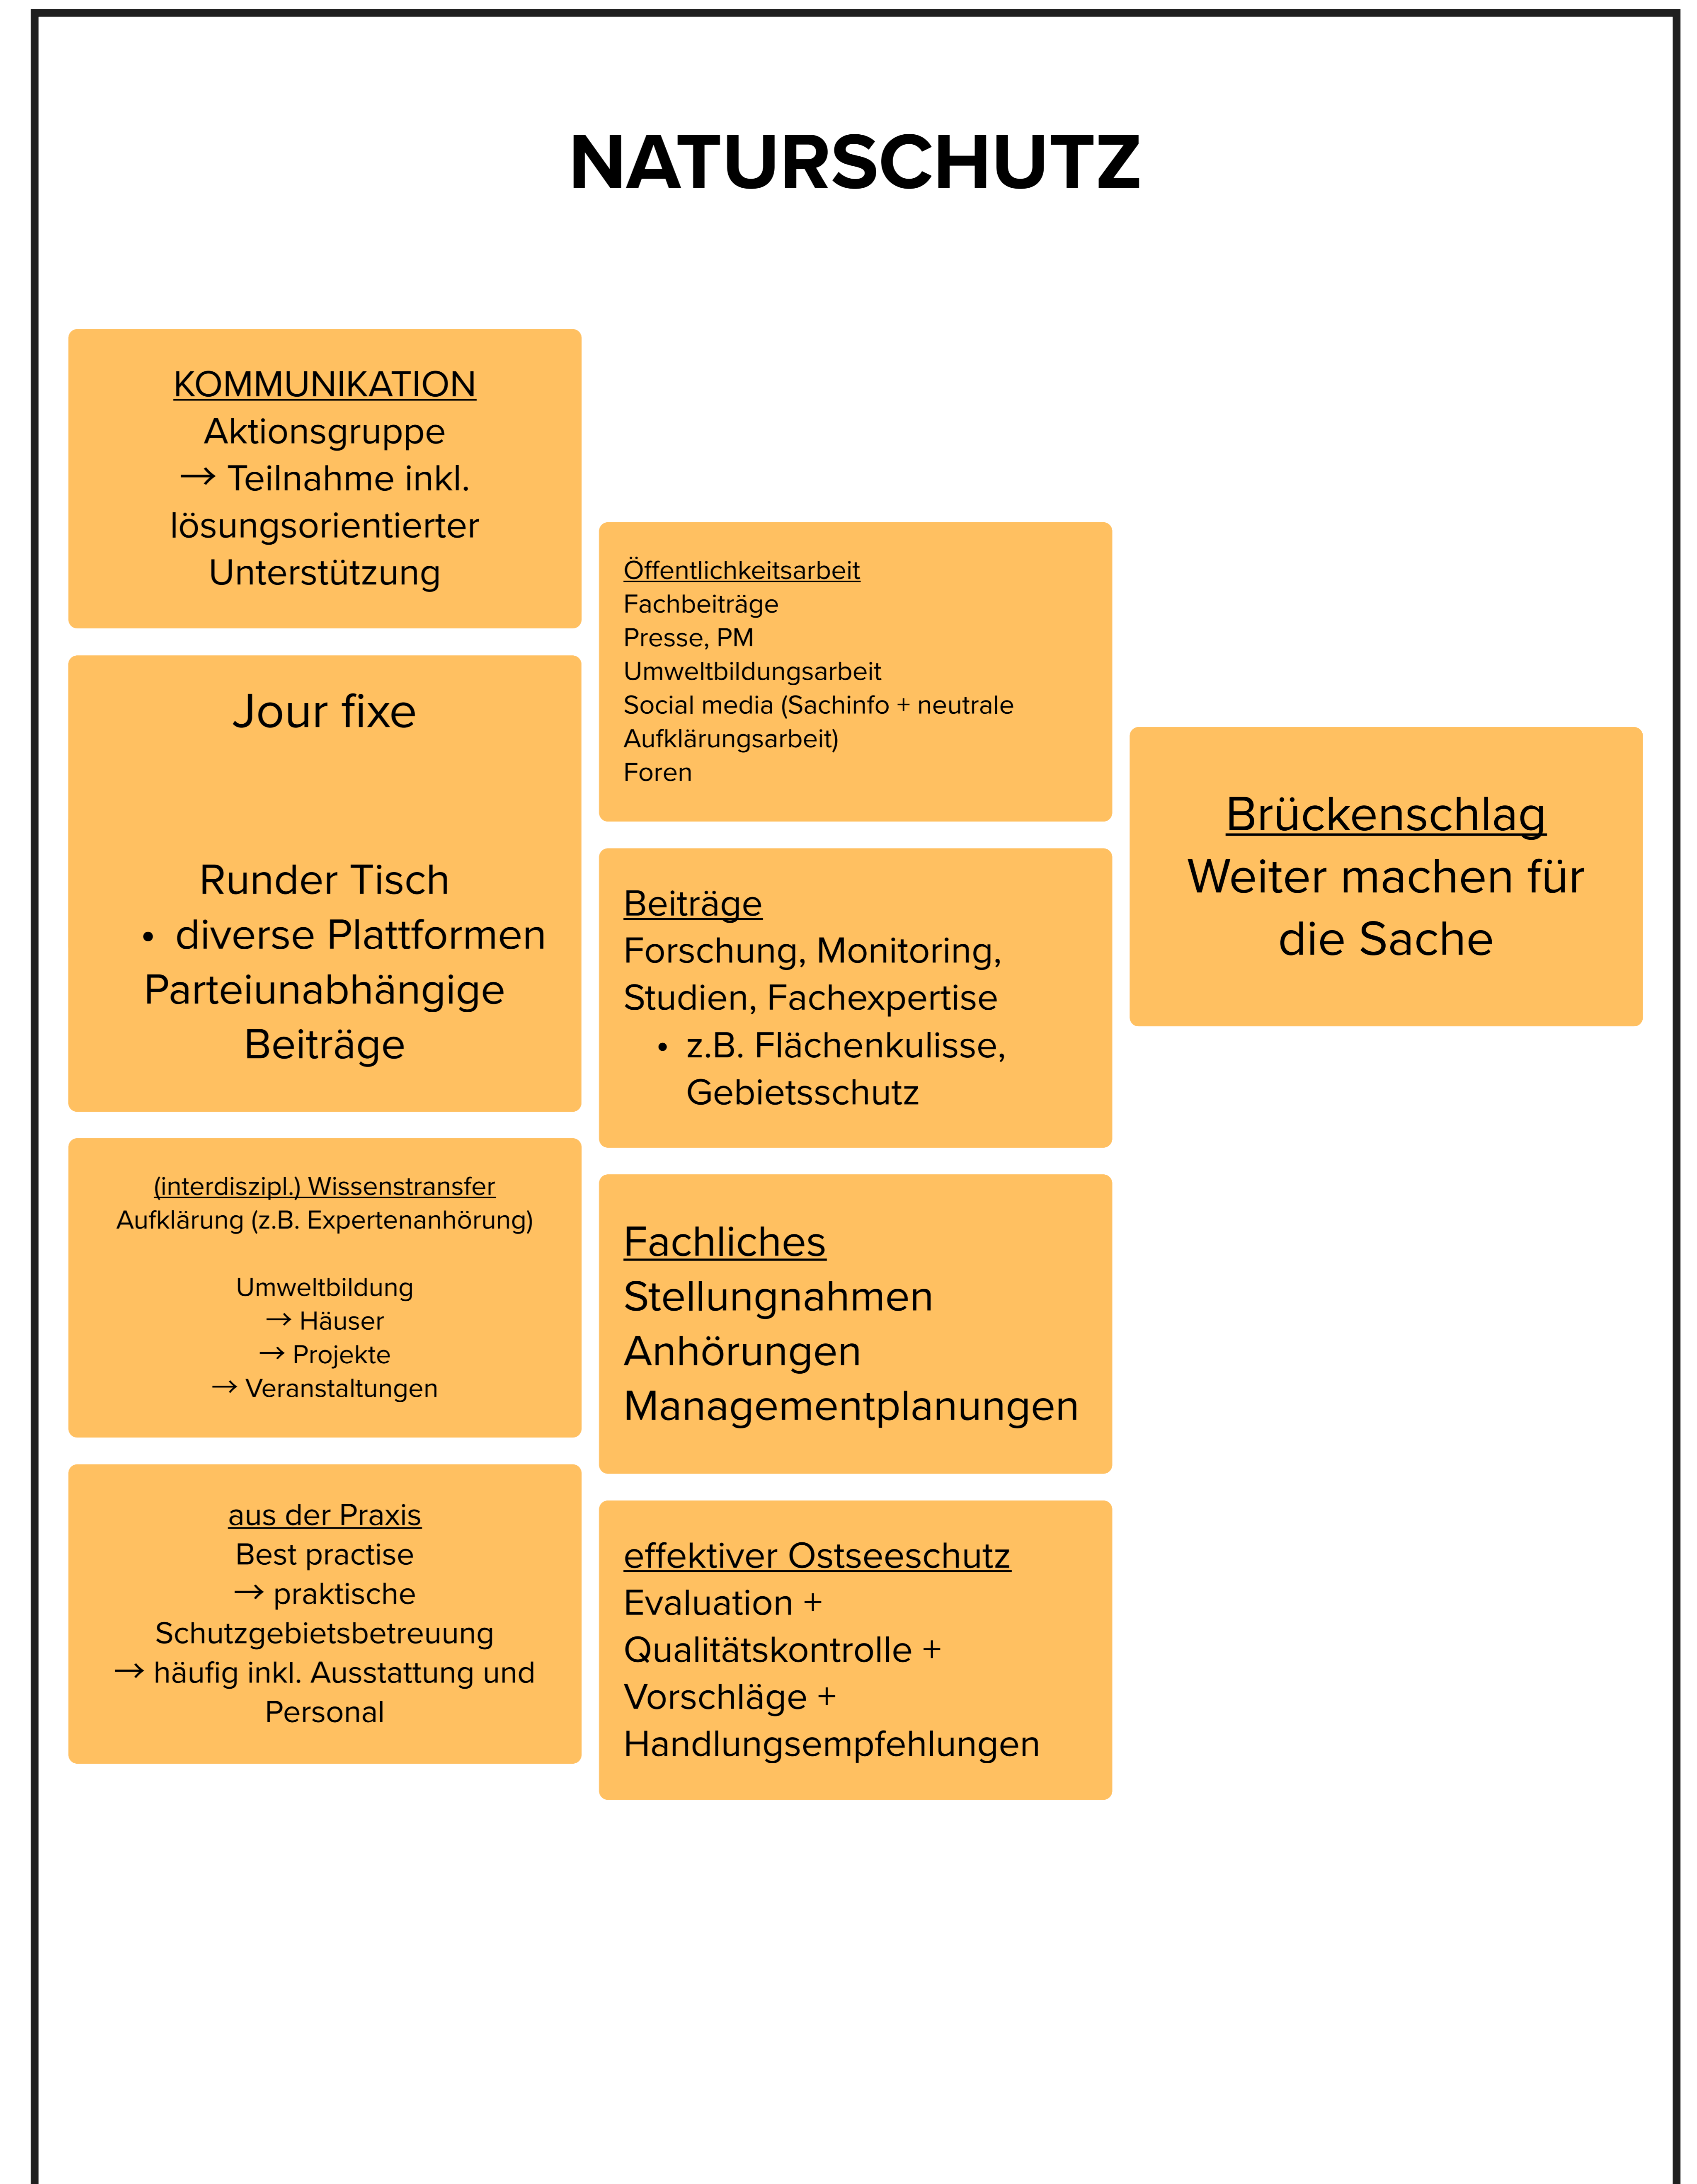 NATURSCHUTZ
KOMMUNIKATION
Aktionsgruppe
→ Teilnahme inkl.
lösungsorientierter
Unterstützung
Jour fixe
Runder Tisch
• diverse Plattformen
Parteiunabhängige
Beiträge
(interdiszipl.) Wissenstransfer
Aufklärung (z.B. Expertenanhörung)
Umweltbildung
→ Häuser
→ Projekte
→ Veranstaltungen
aus der Praxis
Best practise
→ praktische
Schutzgebietsbetreuung
→ häufig inkl. Ausstattung und
Personal
Öffentlichkeitsarbeit
Fachbeiträge
Presse, PM
Umweltbildungsarbeit
Social media (Sachinfo + neutrale
Aufklärungsarbeit)
Foren
Beiträge
Forschung, Monitoring,
Studien, Fachexpertise
• z.B. Flächenkulisse,
Gebietsschutz
Fachliches
Stellungnahmen
Anhörungen
Managementplanungen
effektiver Ostseeschutz
Evaluation +
Qualitätskontrolle +
Vorschläge +
Handlungsempfehlungen
Brückenschlag
Weiter machen für
die Sache